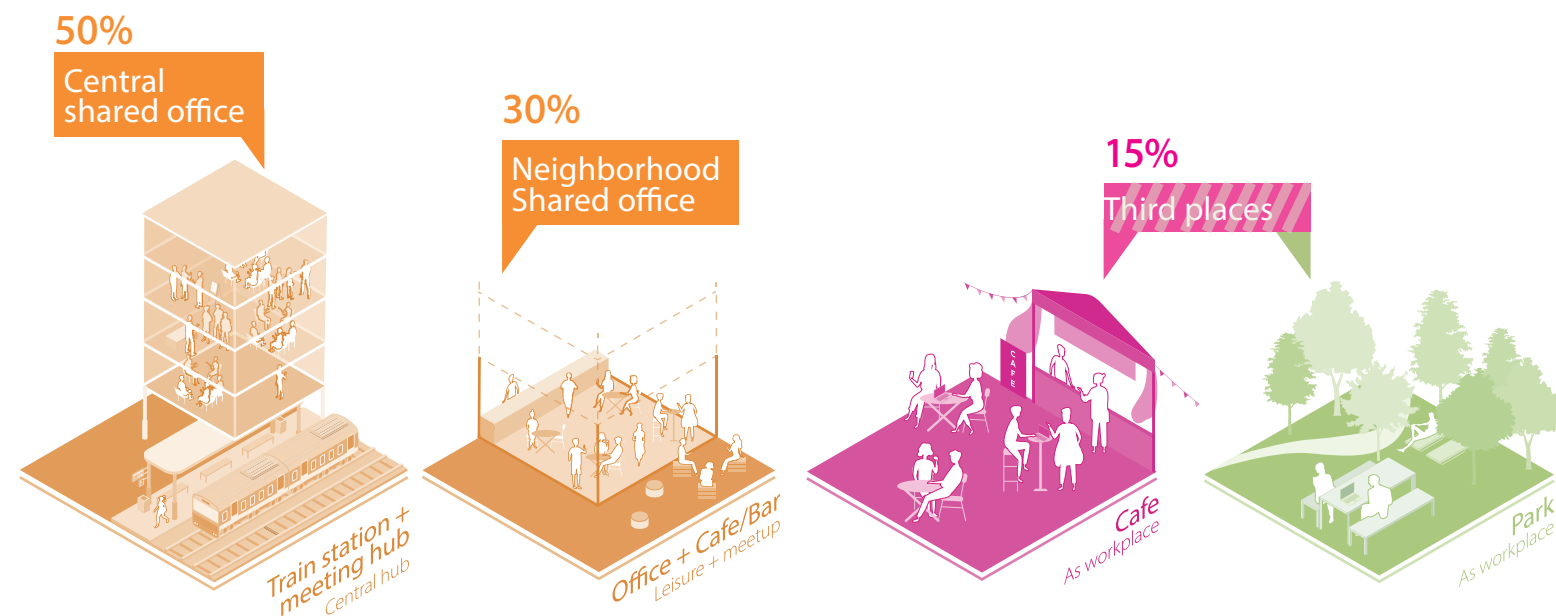 50%
Central
shared office
30%
Neighborhood
Shared office
15%
Third places
CAFE
Train station +
meeting hub
Central hub
Office + Cafe/Bar
Leisure + meetup
Cafe
As workplace
Park
As workplace